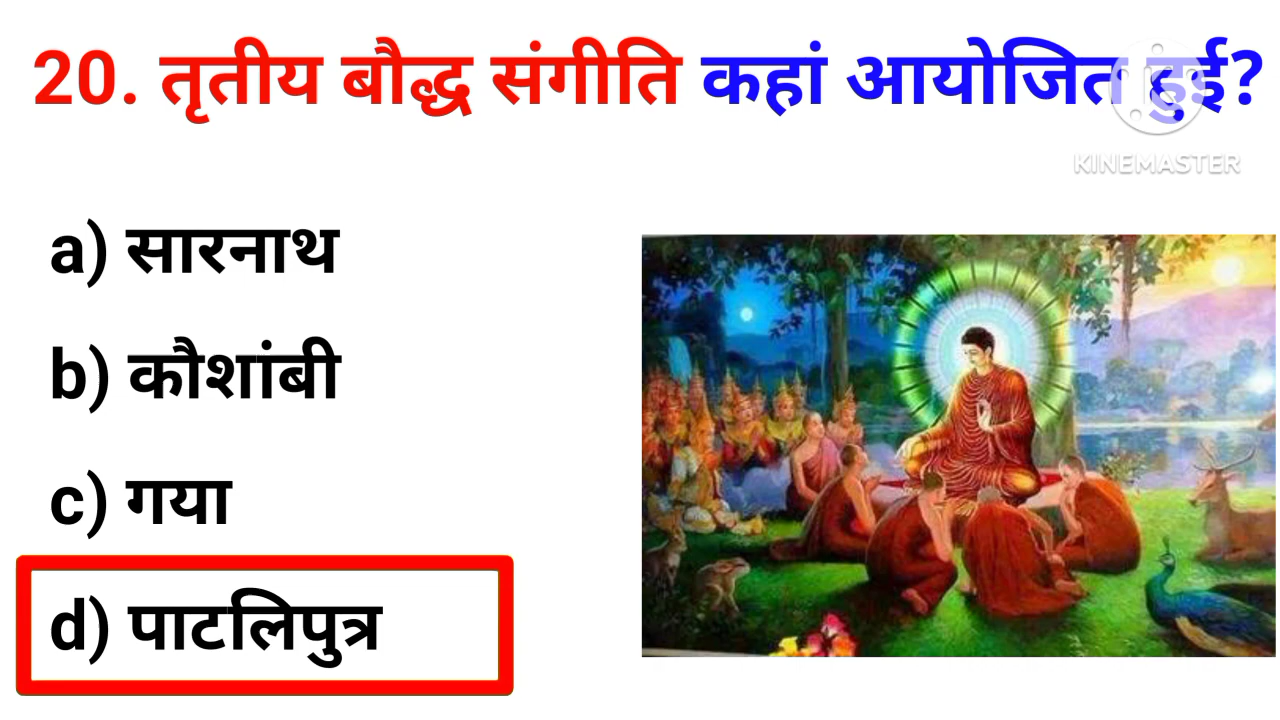 20. तृतीय बौद्ध संगीति कहां आयोजित हुई?
KINEMASTER
a) सारनाथ
b) कौशांबी
c) गया
d) पाटलिपुत्र